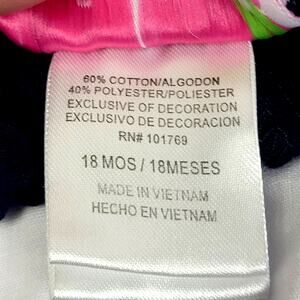 60% COTTON/ALGODON
40% POLYESTER/POLIESTER
EXCLUSIVE OF DECORATION
EXCLUSIVO DE DECORACION
RN# 101769
18 MOS / 18MESES
MADE IN VIETNAM
HECHO EN VIETNAM